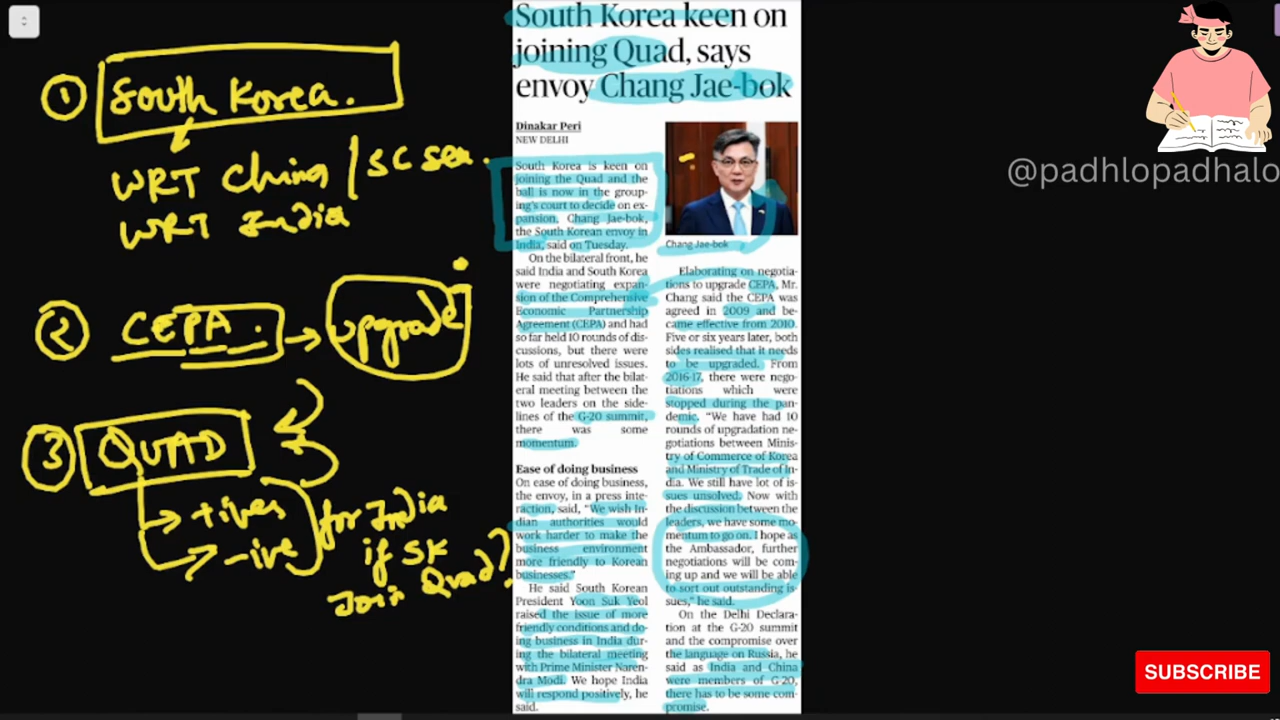 ① South Korea.
WRT China / SC Sea.
WRT India
② CEPA. → upgrade
③ QUAD
→ +ives
→ -ive
for India
if SK
Join Quad?
South Korea keen on
joining Quad, says
envoy Chang Jae-bok
Dinakar Peri
NEW DELHI
South Korea is keen on
joining the Quad and the
ball is now in the group-
ing's court to decide on ex-
pansion, Chang Jae-bok,
the South Korean envoy in
India, said on Tuesday.
On the bilateral front, he
said India and South Korea
were negotiating expan-
sion of the Comprehensive
Economic Partnership
Agreement (CEPA) and had
so far held 10 rounds of dis-
cussions, but there were
lots of unresolved issues.
He said that after the bilat-
eral meeting between the
two leaders on the side-
lines of the G-20 summit,
there was some
momentum.
Ease of doing business
On ease of doing business,
the envoy, in a press inte-
raction, said, "We wish In-
dian authorities would
work harder to make the
business environment
more friendly to Korean
businesses."
He said South Korean
President Yoon Suk Yeol
raised the issue of more
friendly conditions and do-
ing business in India dur-
ing the bilateral meeting
with Prime Minister Naren-
dra Modi. We hope India
will respond positively, he
said.
Chang Jae-bok
Elaborating on negotia-
tions to upgrade CEPA, Mr.
Chang said the CEPA was
agreed in 2009 and be-
came effective from 2010.
Five or six years later, both
sides realised that it needs
to be upgraded. From
2016-17, there were nego-
tiations which were
stopped during the pan-
demic. "We have had 10
rounds of upgradation ne-
gotiations between Minis-
try of Commerce of Korea
and Ministry of Trade of In-
dia. We still have lot of is-
sues unsolved. Now with
the discussion between the
leaders, we have some mo-
mentum to go on. I hope as
the Ambassador, further
negotiations will be com-
ing up and we will be able
to sort out outstanding is-
sues," he said.
On the Delhi Declara-
tion at the G-20 summit
and the compromise over
the language on Russia, he
said as India and China
were members of G-20,
there has to be some com-
promise.
@padhlopadhalo
SUBSCRIBE